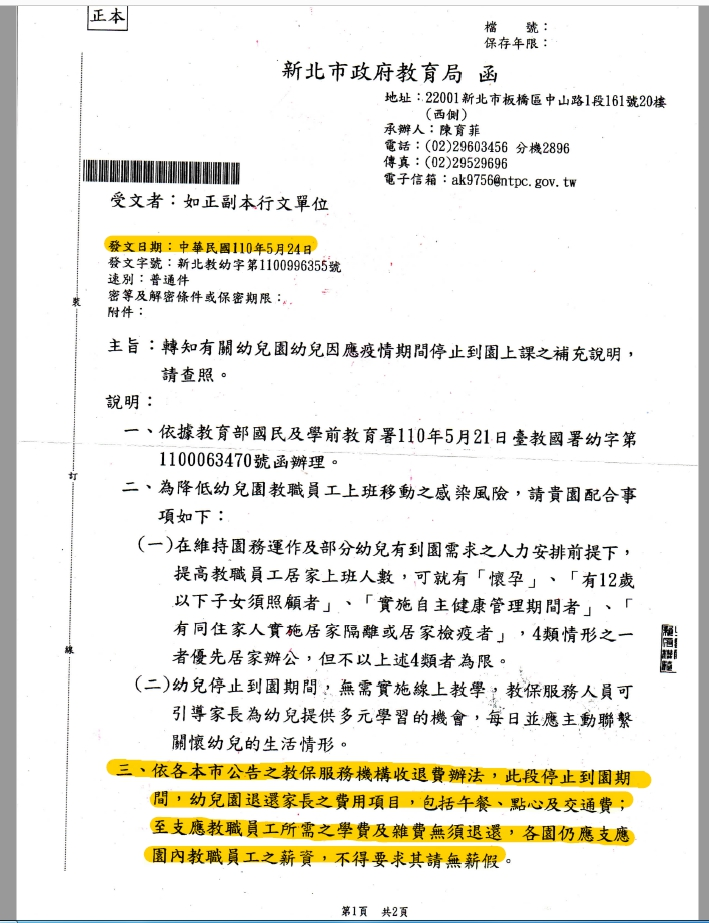 正本
檔　　號：
保存年限：
新北市政府教育局 函
地址：22001新北市板橋區中山路1段161號20樓
(西側)
承辦人：陳育菲
電話：(02)29603456 分機2896
傳真：(02)29529696
電子信箱：ak9756@ntpc.gov.tw
受文者：如正副本行文單位
發文日期：中華民國110年5月24日
發文字號：新北教幼字第1100996355號
速別：普通件
密等及解密條件或保密期限：
附件：
主旨：轉知有關幼兒園幼兒因應疫情期間停止到園上課之補充說明，
請查照。
說明：
一、依據教育部國民及學前教育署110年5月21日臺教國署幼字第
1100063470號函辦理。
二、為降低幼兒園教職員工上班移動之感染風險，請貴園配合事
項如下：
(一)在維持園務運作及部分幼兒有到園需求之人力安排前提下，
提高教職員工居家上班人數，可就有「懷孕」、「有12歲
以下子女須照顧者」、「實施自主健康管理期間者」、「
有同住家人實施居家隔離或居家檢疫者」，4類情形之一
者優先居家辦公，但不以上述4類者為限。
(二)幼兒停止到園期間，無需實施線上教學，教保服務人員可
引導家長為幼兒提供多元學習的機會，每日並應主動聯繫
關懷幼兒的生活情形。
三、依各本市公告之教保服務機構收退費辦法，此段停止到園期
間，幼兒園退還家長之費用項目，包括午餐、點心及交通費；
至支應教職員工所需之學費及雜費無須退還，各園仍應支應
園內教職員工之薪資，不得要求其請無薪假。
裝
訂
線
第1頁　共2頁